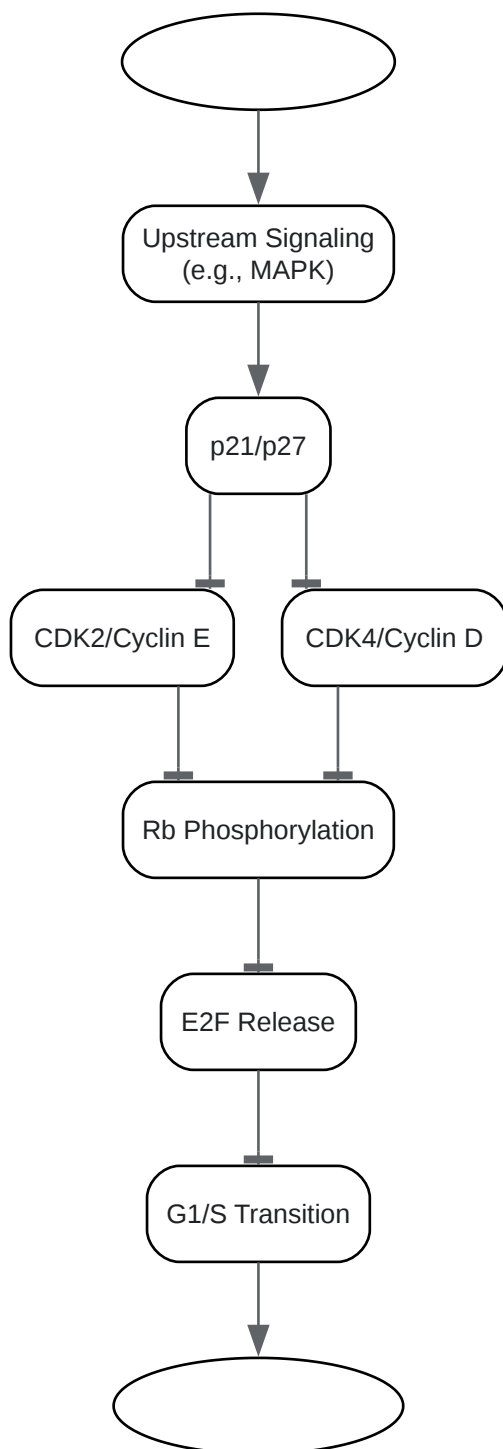 Upstream Signaling
(e.g., MAPK)
p21/p27
CDK2/Cyclin E
CDK4/Cyclin D
Rb Phosphorylation
E2F Release
G1/S Transition